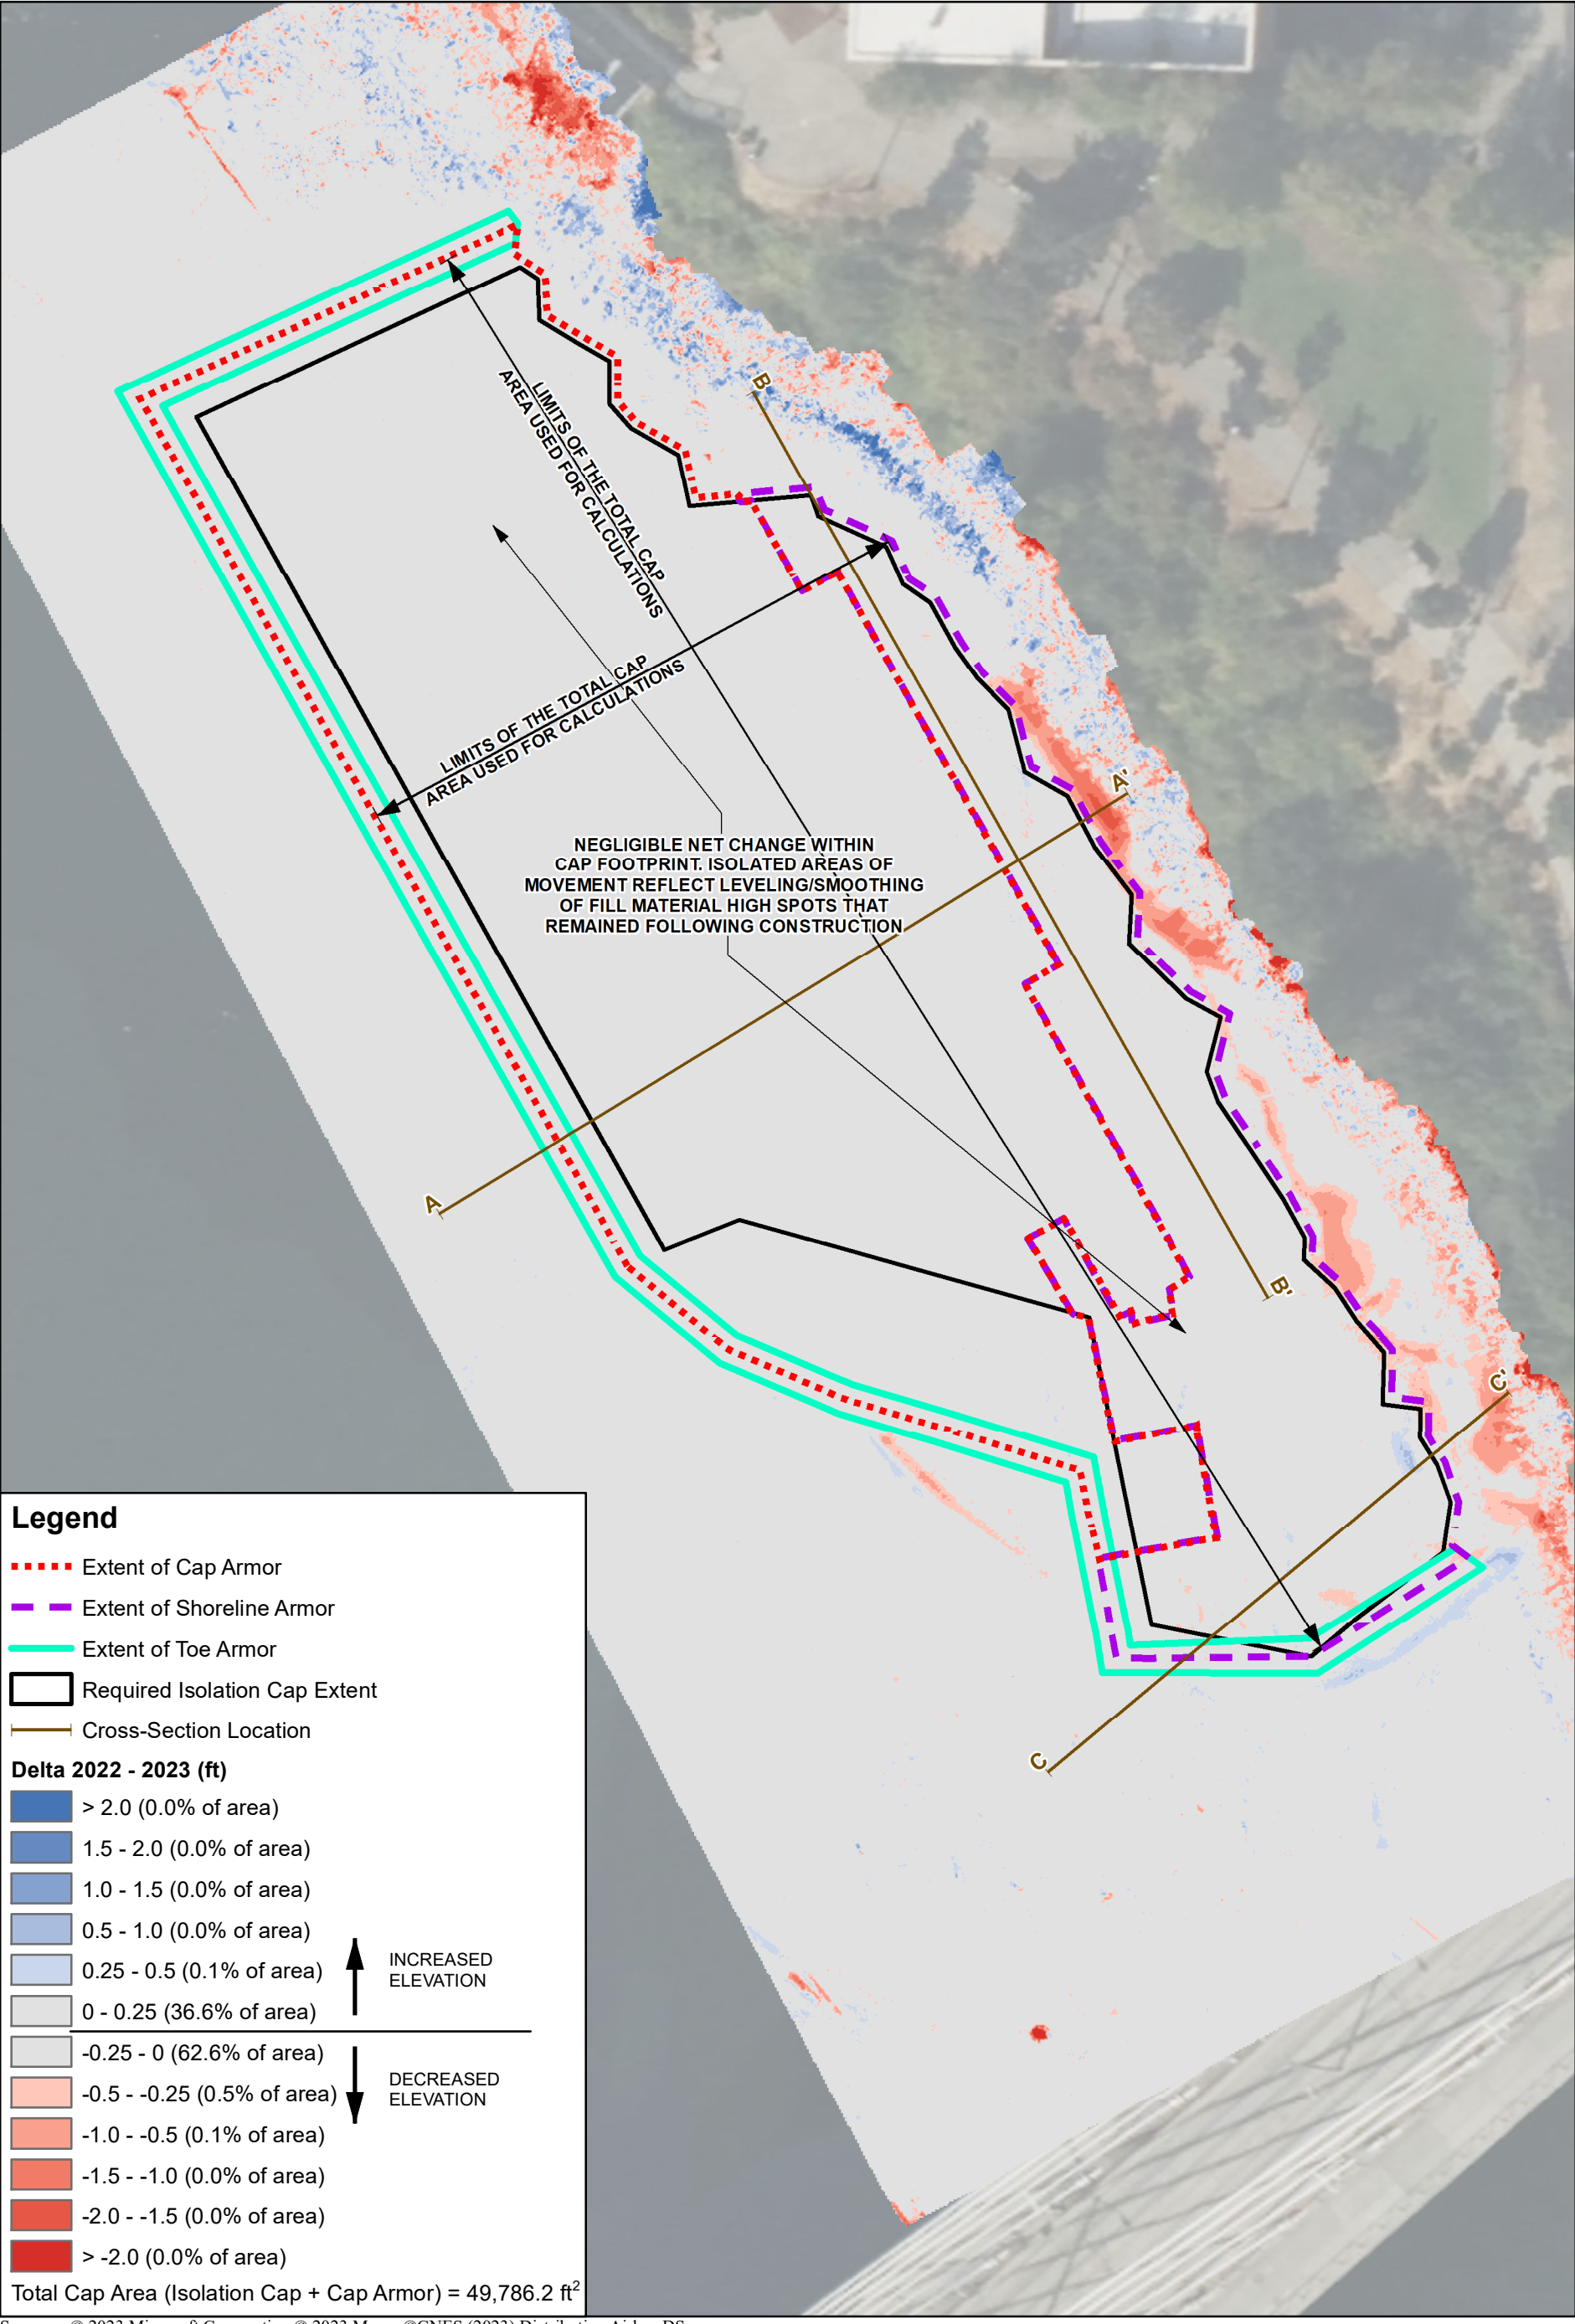 B
LIMITS OF THE TOTAL CAP
AREA USED FOR CALCULATIONS
LIMITS OF THE TOTAL CAP
AREA USED FOR CALCULATIONS
A'
NEGLIGIBLE NET CHANGE WITHIN
CAP FOOTPRINT. ISOLATED AREAS OF
MOVEMENT REFLECT LEVELING/SMOOTHING
OF FILL MATERIAL HIGH SPOTS THAT
REMAINED FOLLOWING CONSTRUCTION
A
B'
C'
C
Legend
Extent of Cap Armor
Extent of Shoreline Armor
Extent of Toe Armor
Required Isolation Cap Extent
Cross-Section Location
Delta 2022 - 2023 (ft)
> 2.0 (0.0% of area)
1.5 - 2.0 (0.0% of area)
1.0 - 1.5 (0.0% of area)
0.5 - 1.0 (0.0% of area)
0.25 - 0.5 (0.1% of area)
0 - 0.25 (36.6% of area)
INCREASED
ELEVATION
-0.25 - 0 (62.6% of area)
-0.5 - -0.25 (0.5% of area)
-1.0 - -0.5 (0.1% of area)
-1.5 - -1.0 (0.0% of area)
-2.0 - -1.5 (0.0% of area)
> -2.0 (0.0% of area)
DECREASED
ELEVATION
Total Cap Area (Isolation Cap + Cap Armor) = 49,786.2 ft²